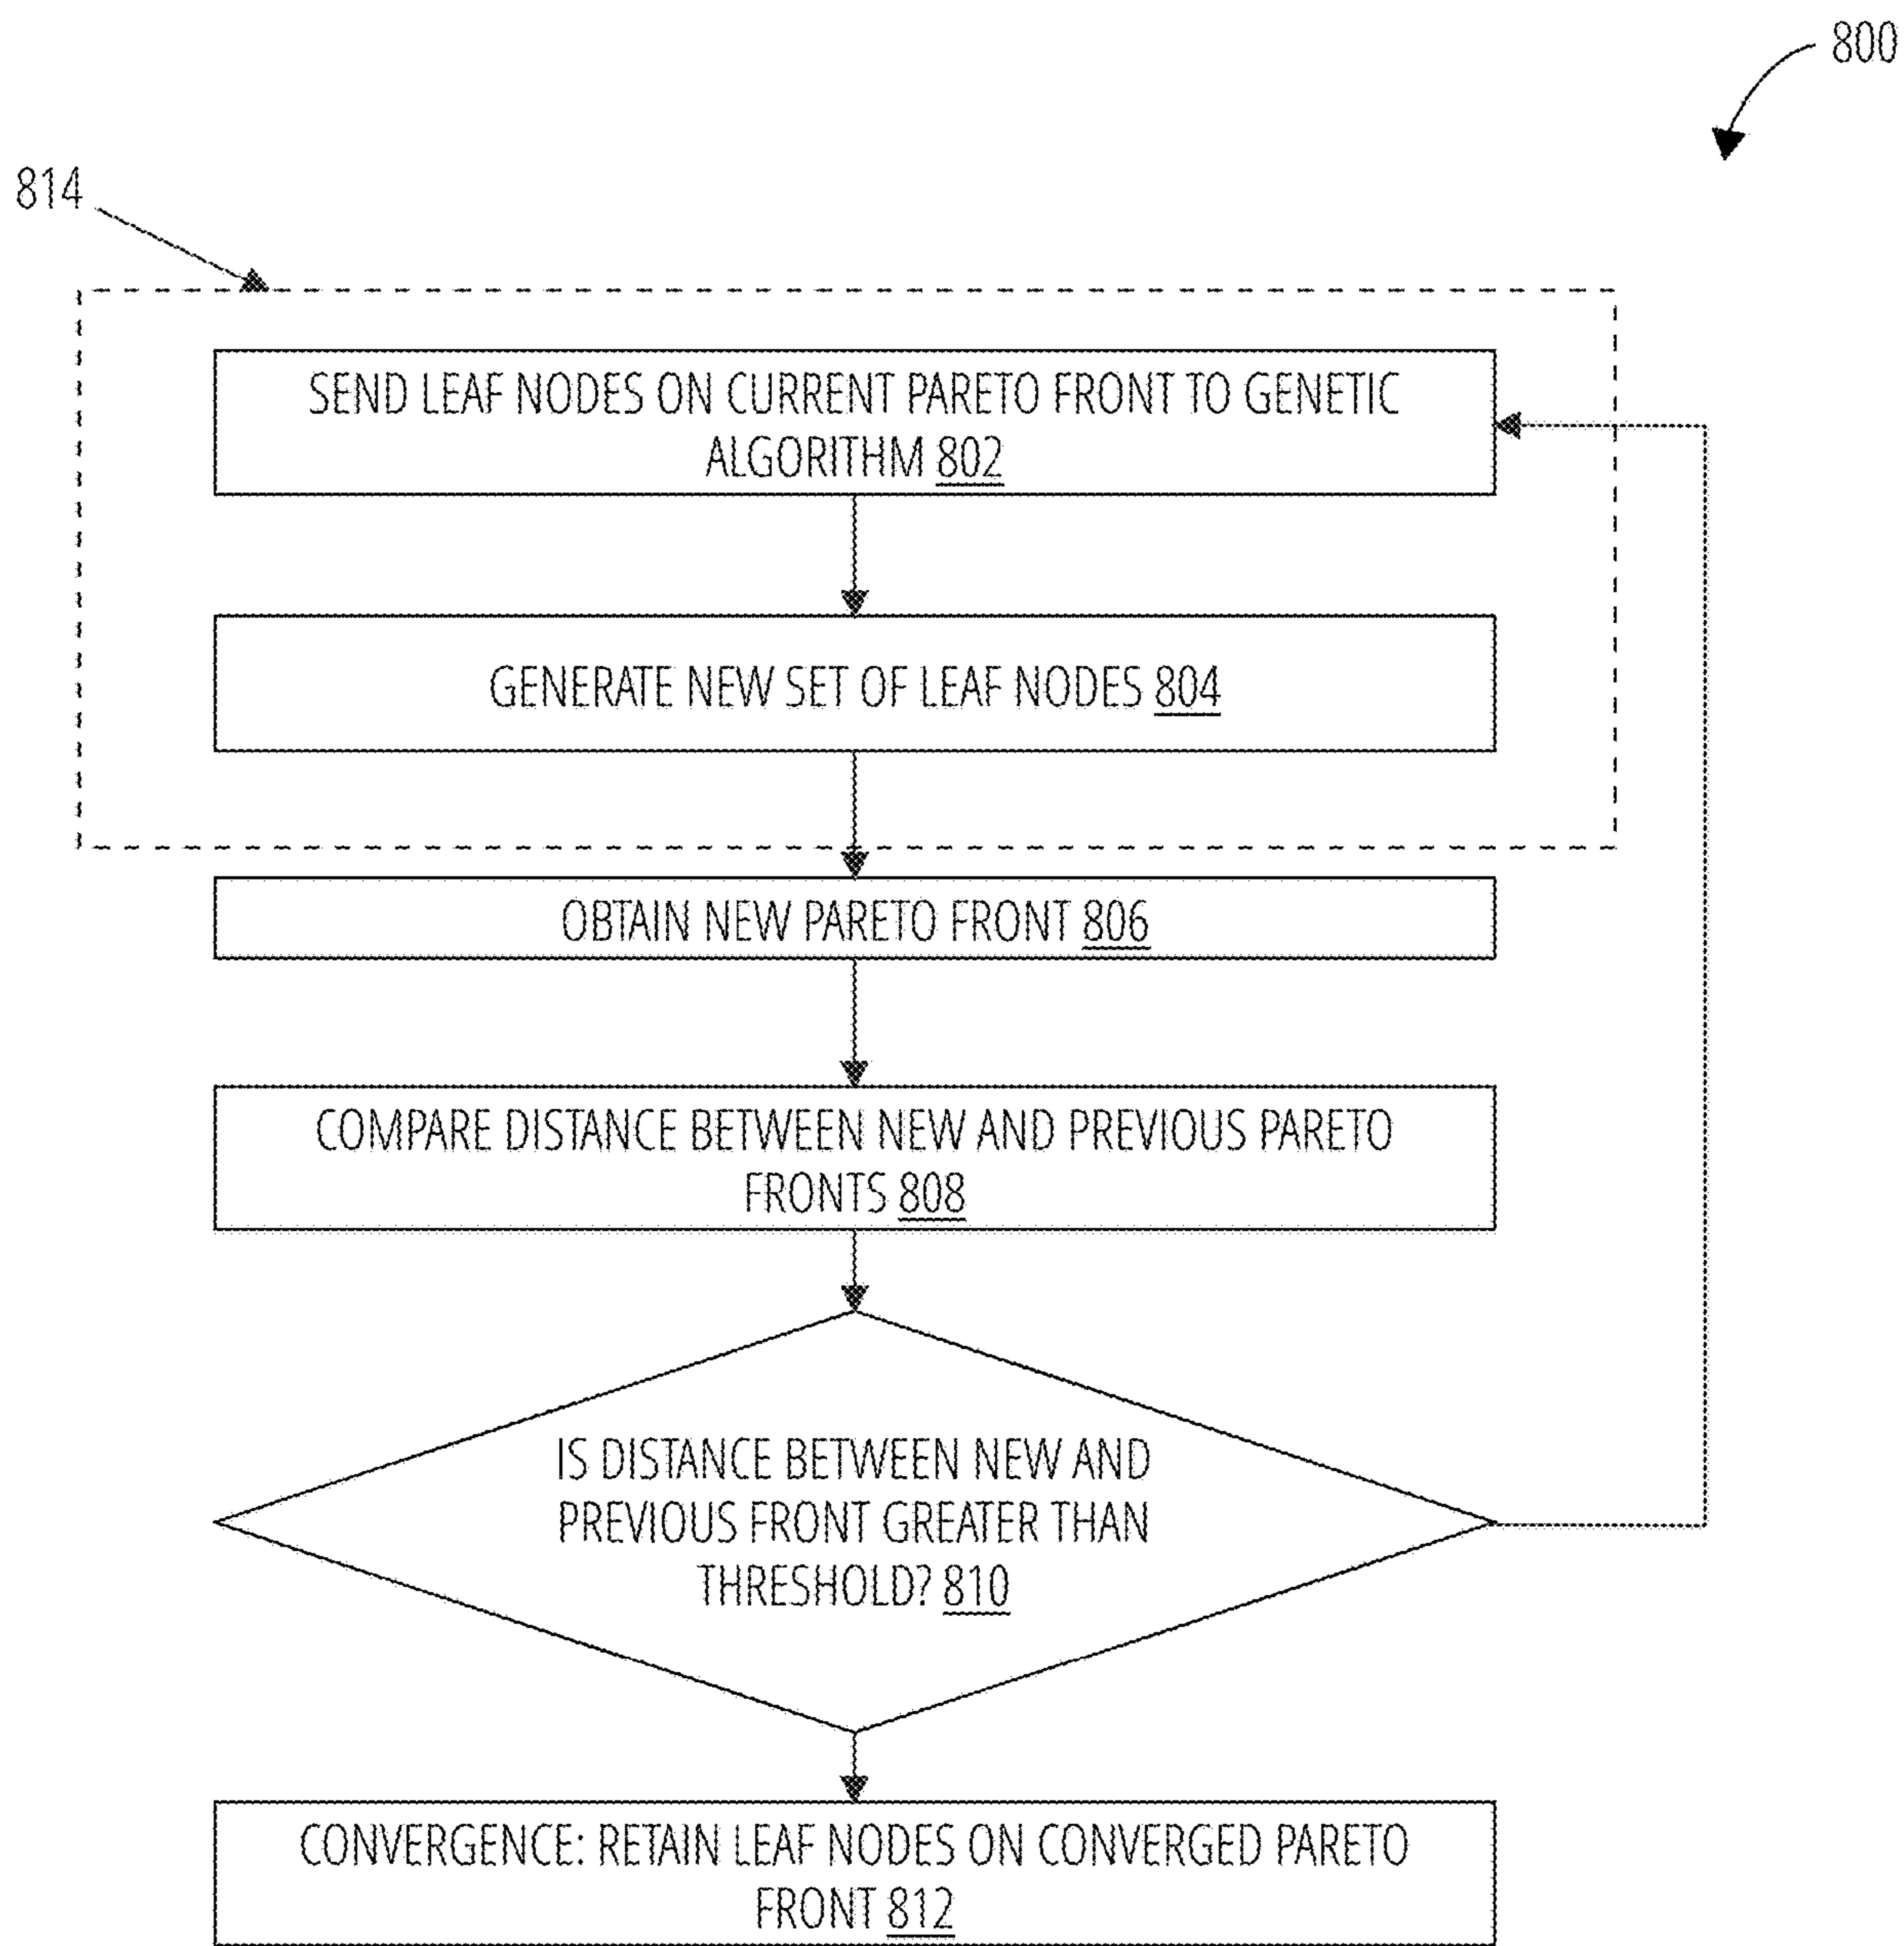 800
814
SEND LEAF NODES ON CURRENT PARETO FRONT TO GENETIC
ALGORITHM 802
GENERATE NEW SET OF LEAF NODES 804
OBTAIN NEW PARETO FRONT 806
COMPARE DISTANCE BETWEEN NEW AND PREVIOUS PARETO
FRONTS 808
IS DISTANCE BETWEEN NEW AND
PREVIOUS FRONT GREATER THAN
THRESHOLD? 810
CONVERGENCE: RETAIN LEAF NODES ON CONVERGED PARETO
FRONT 812